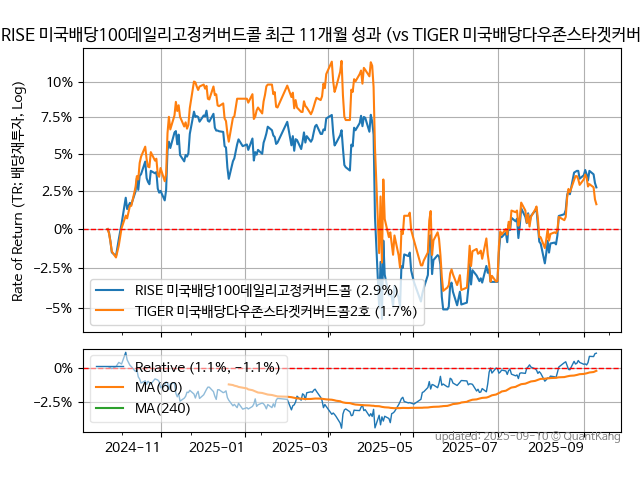 RISE 미국배당100데일리고정커버드콜 최근 11개월 성과 (vs TIGER 미국배당다우존스타겟커버
Rate of Return (TR: 배당재투자, Log)
10%
7.5%
5%
2.5%
0%
−2.5%
−5%
RISE 미국배당100데일리고정커버드콜 (2.9%)
TIGER 미국배당다우존스타겟커버드콜2호 (1.7%)
0%
−2.5%
Relative (1.1%, −1.1%)
MA(60)
MA(240)
2024−11
2025−01
2025−03
2025−05
2025−07
2025−09
updated: 2025−09−10 © QuantKang